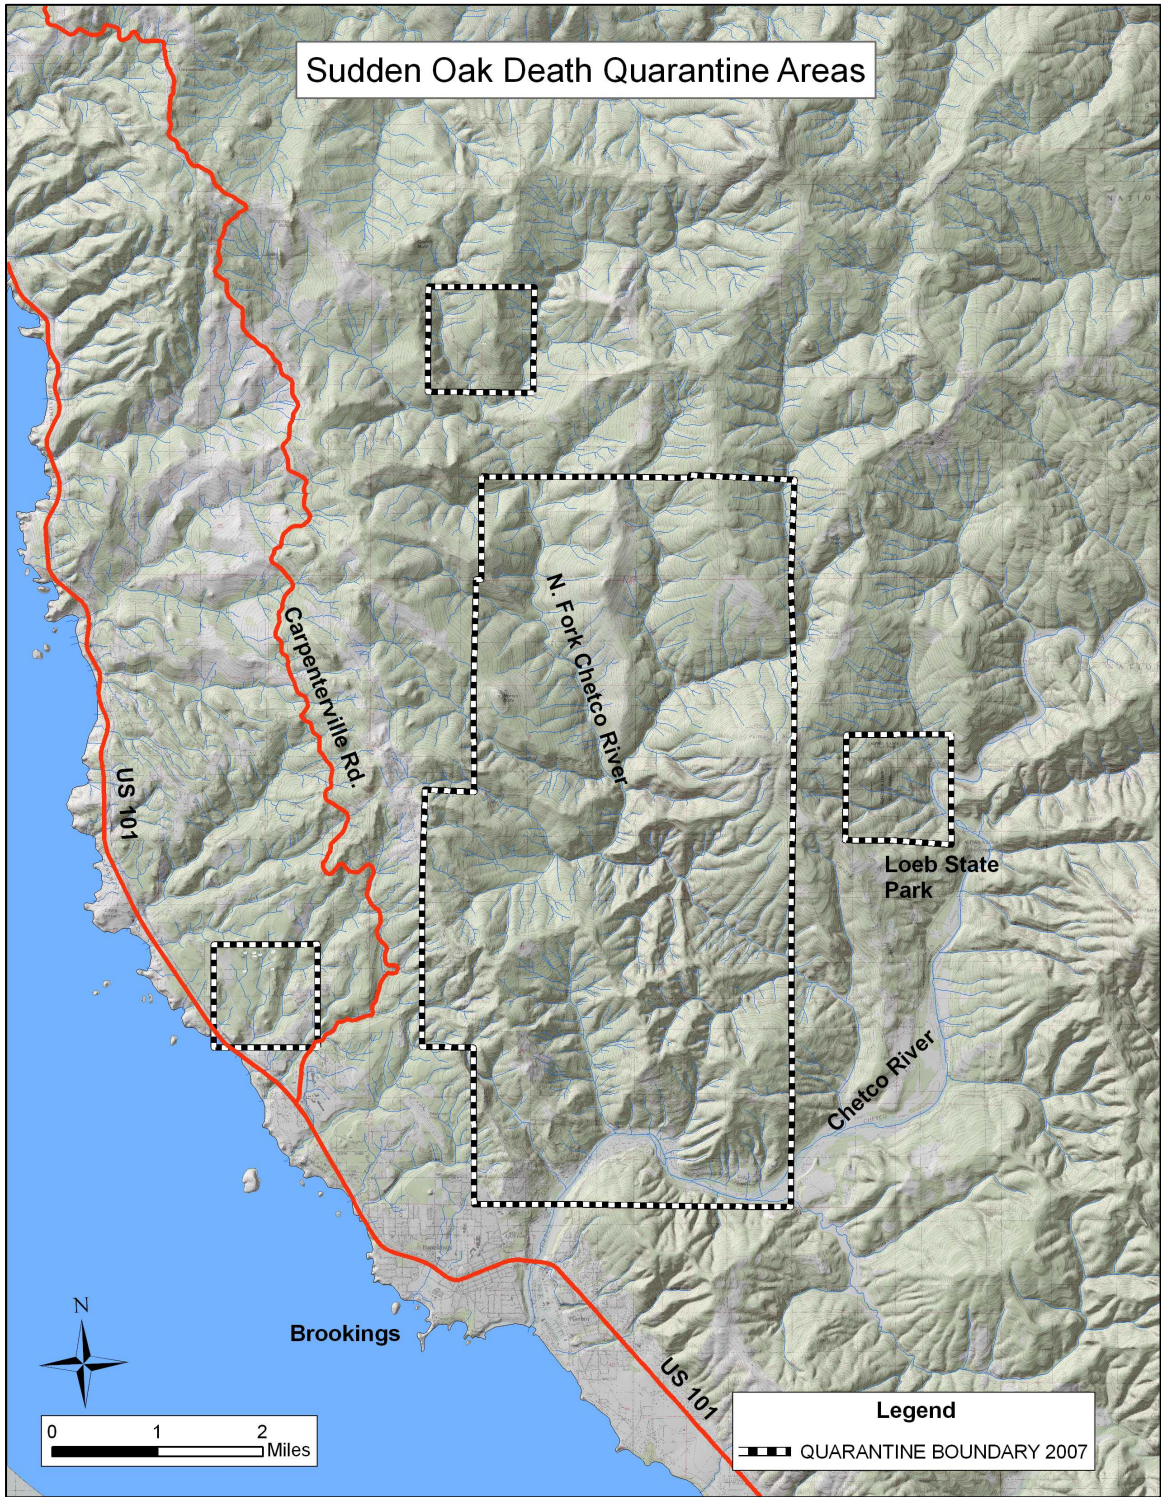 Sudden Oak Death Quarantine Areas
N. Fork Chetco River
Carpenterville Rd.
US 101
Loeb State
Park
Chetco River
Brookings
US 101
N
0 1 2
Miles
Legend
QUARANTINE BOUNDARY 2007